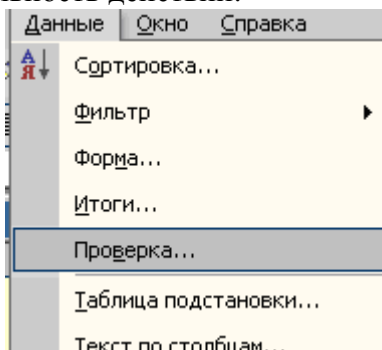 Данные Окно Справка
Сортировка...
Фильтр
Форма...
Итоги...
Проверка...
Таблица подстановки...
Текст по столбцам...